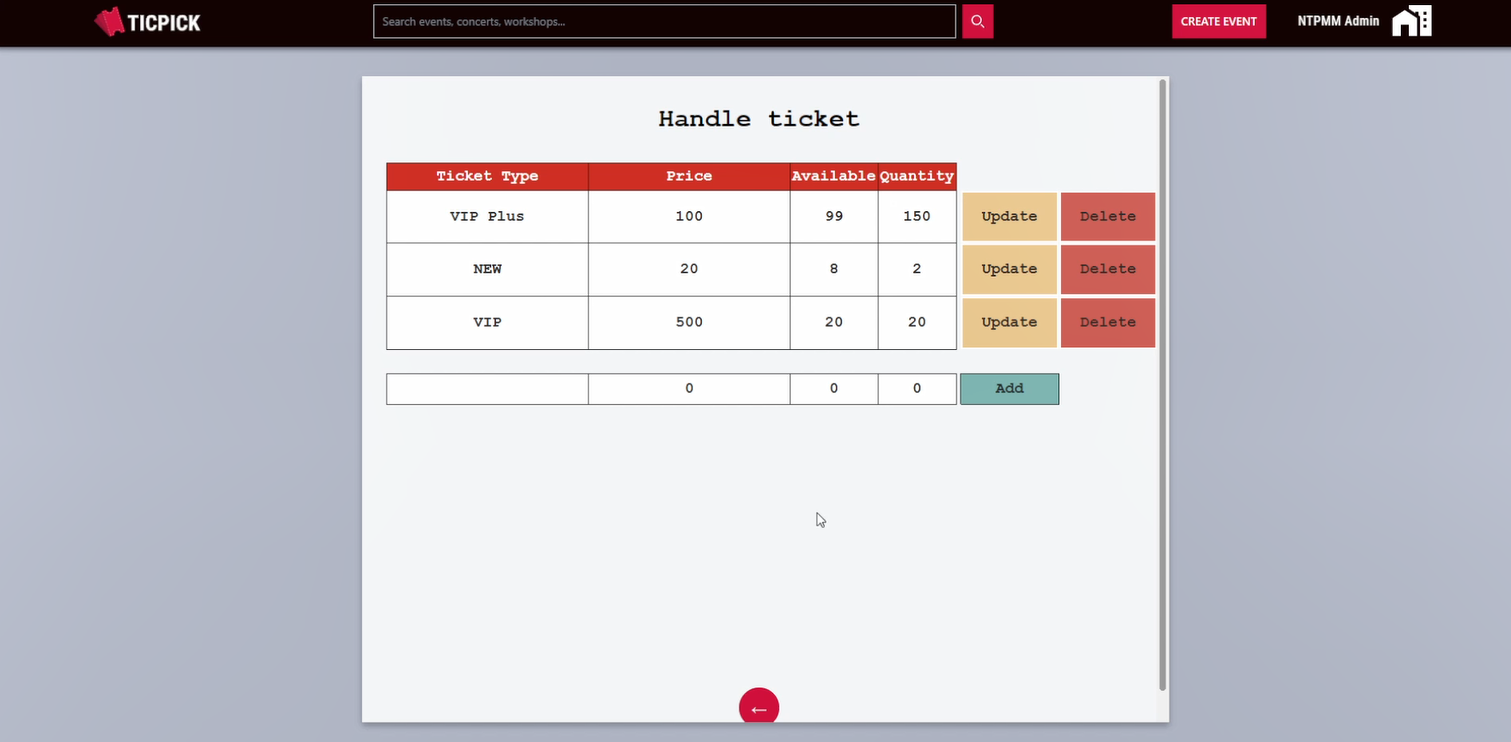 TICPICK
Search events, concerts, workshops...
CREATE EVENT
NTPMM Admin
Handle ticket
Ticket Type Price Available Quantity
VIP Plus 100 99 150 Update Delete
NEW 20 8 2 Update Delete
VIP 500 20 20 Update Delete
0 0 0 Add
←